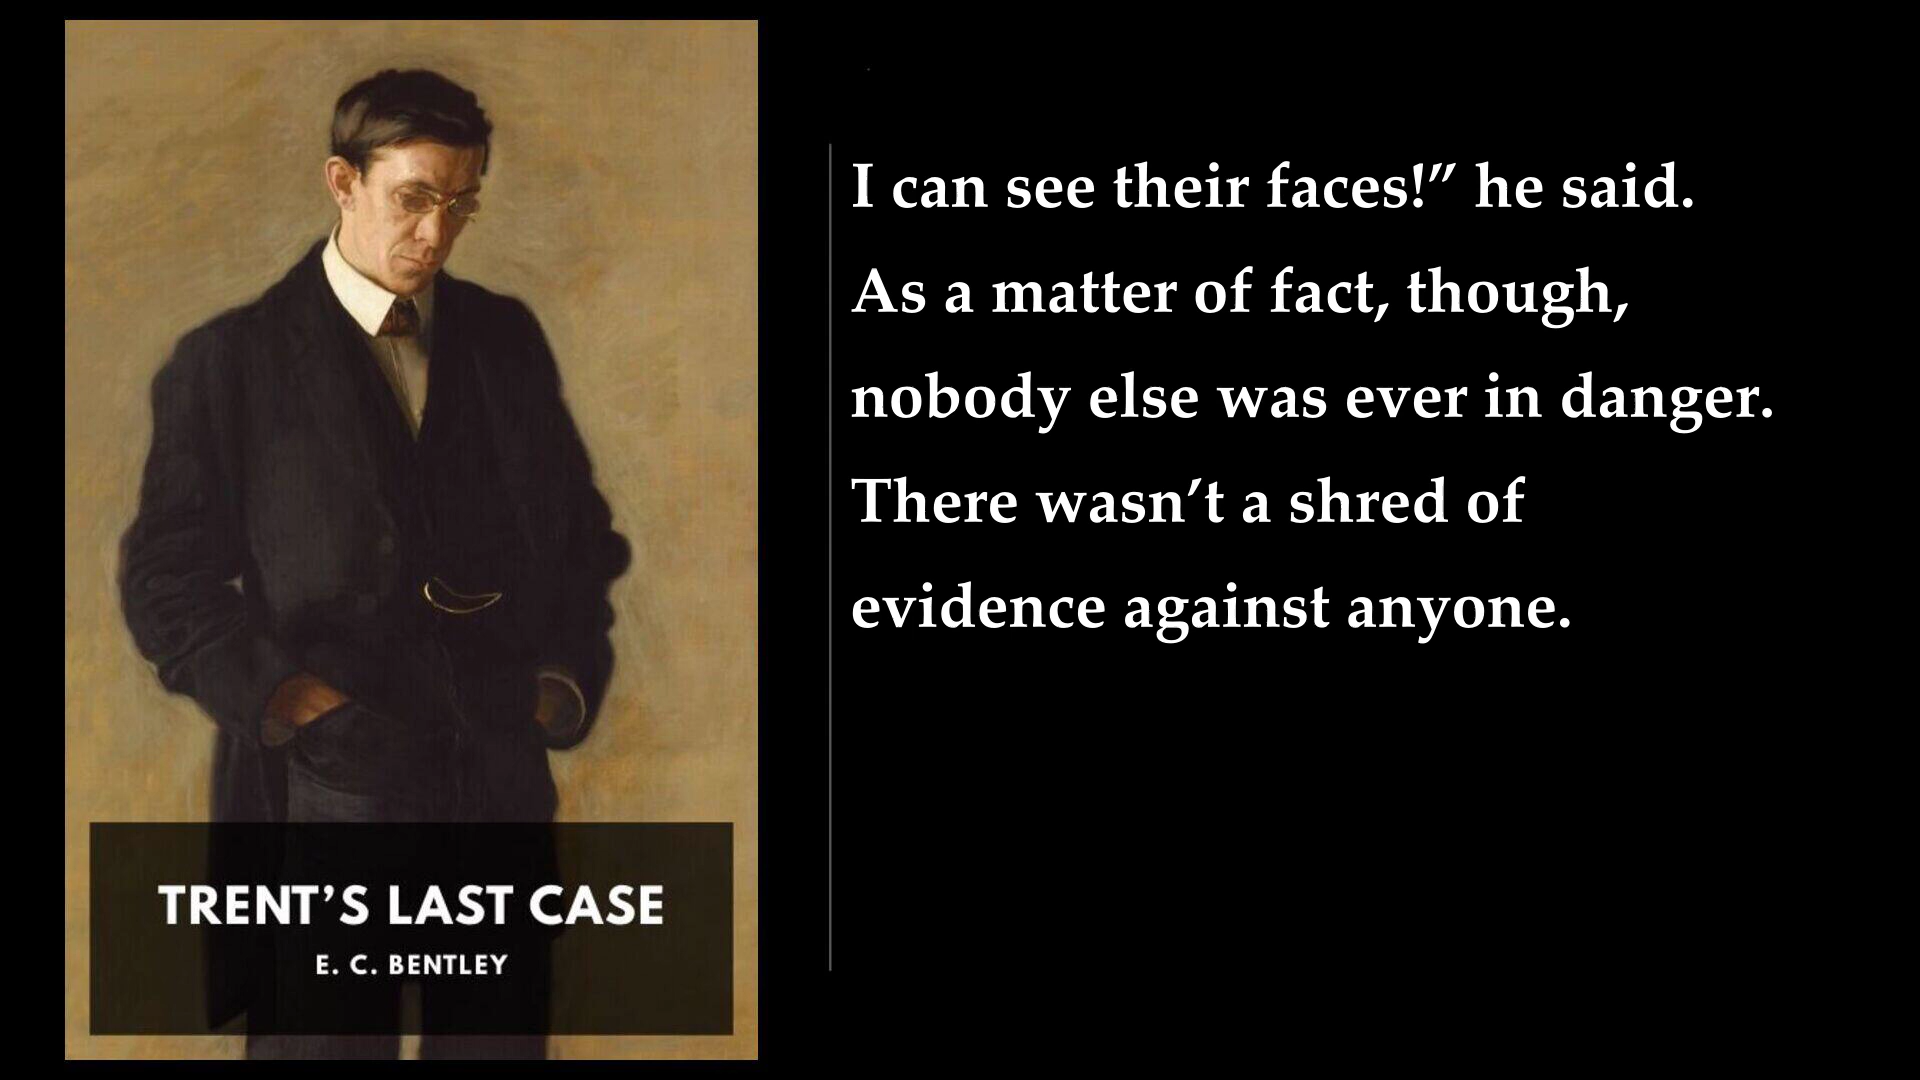 TRENT’S LAST CASE
E. C. BENTLEY
I can see their faces!” he said.
As a matter of fact, though,
nobody else was ever in danger.
There wasn’t a shred of
evidence against anyone.